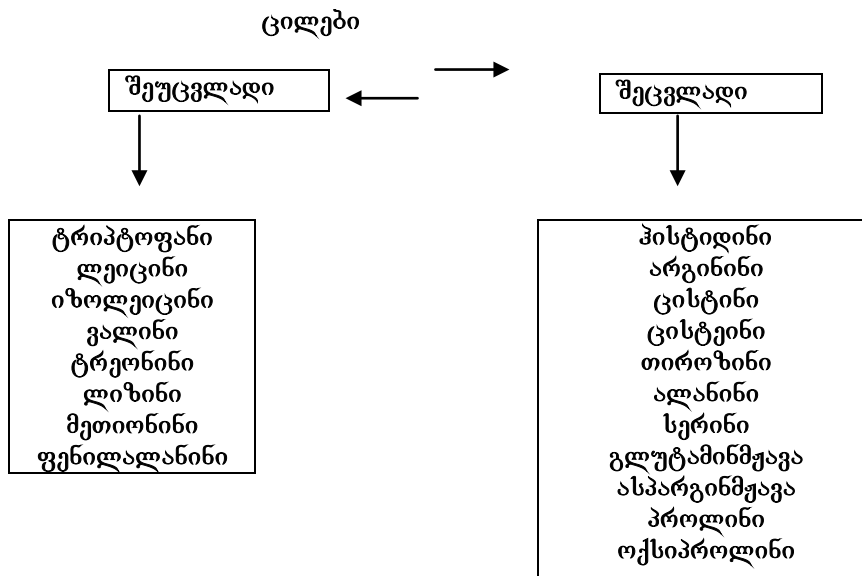 ცილები
შეუცვლადი
შეცვლადი
ტრიპტოფანი
ლეიცინი
იზოლეიცინი
ვალინი
ტრეონინი
ლიზინი
მეთიონინი
ფენილალანინი
ჰისტიდინი
არგინინი
ცისტინი
ცისტეინი
თიროზინი
ალანინი
სერინი
გლუტამინმჟავა
ასპარგინმჟავა
პროლინი
ოქსიპროლინი